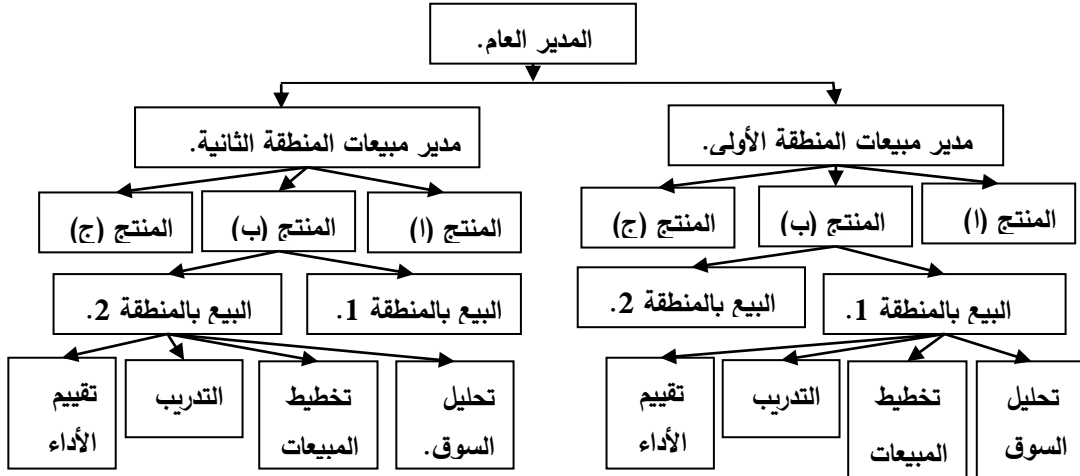 المدير العام.
مدير مبيعات المنطقة الأولى.
مدير مبيعات المنطقة الثانية.
المنتج (ا)
المنتج (ب)
المنتج (ج)
المنتج (ا)
المنتج (ب)
المنتج (ج)
البيع بالمنطقة 1.
البيع بالمنطقة 2.
البيع بالمنطقة 1.
البيع بالمنطقة 2.
تحليل
السوق
تخطيط
المبيعات
التدريب
تقييم
الأداء
تحليل
السوق.
تخطيط
المبيعات
التدريب
تقييم
الأداء